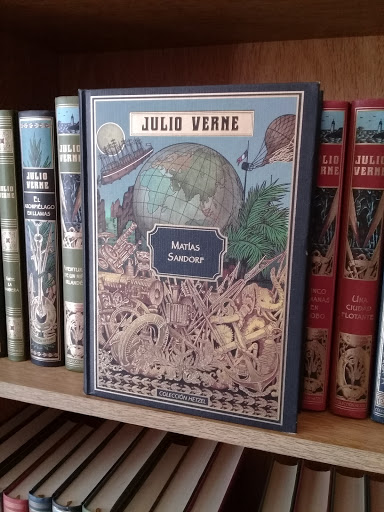 JULIO VERNE
MATÍAS
SANDORF
COLECCIÓN HETZEL
JULIO
VERNE
EL
ARCHIPIÉLAGO
EN LLAMAS
JULIO
VERNE
JULIO
VERNE
UNA
CIUDAD
FLOTANTE